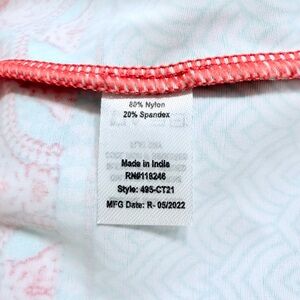 80% Nylon
20% Spandex
Made in India
RN#118246
Style: 495-CT21
MFG Date: R- 05/2022